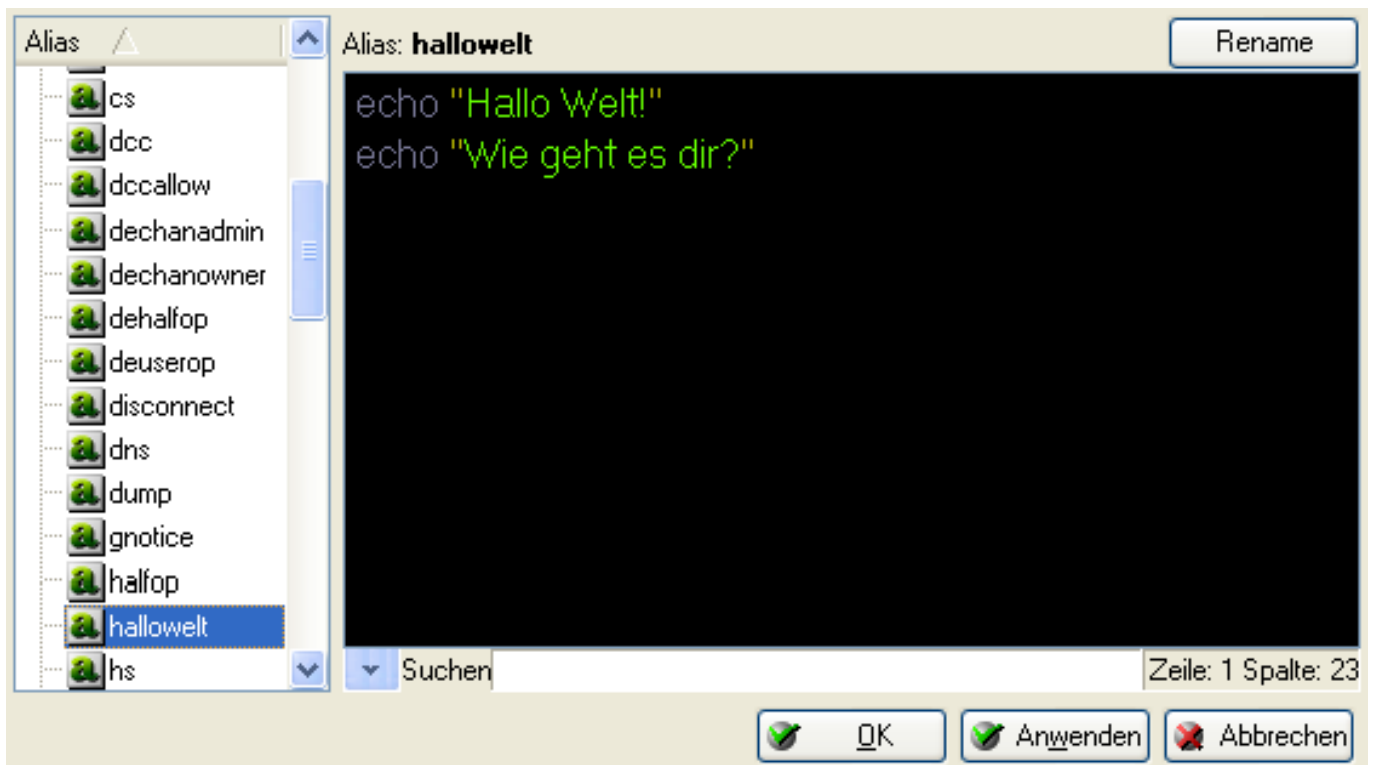 Alias
cs
dcc
dccallow
dechanadmin
dechanowner
dehalfop
deuserop
disconnect
dns
dump
gnotice
halfop
hallowelt
hs
Alias: hallowelt
Rename
echo "Hallo Welt!"
echo "Wie geht es dir?"
Suchen
Zeile: 1 Spalte: 23
OK
Anwenden
Abbrechen